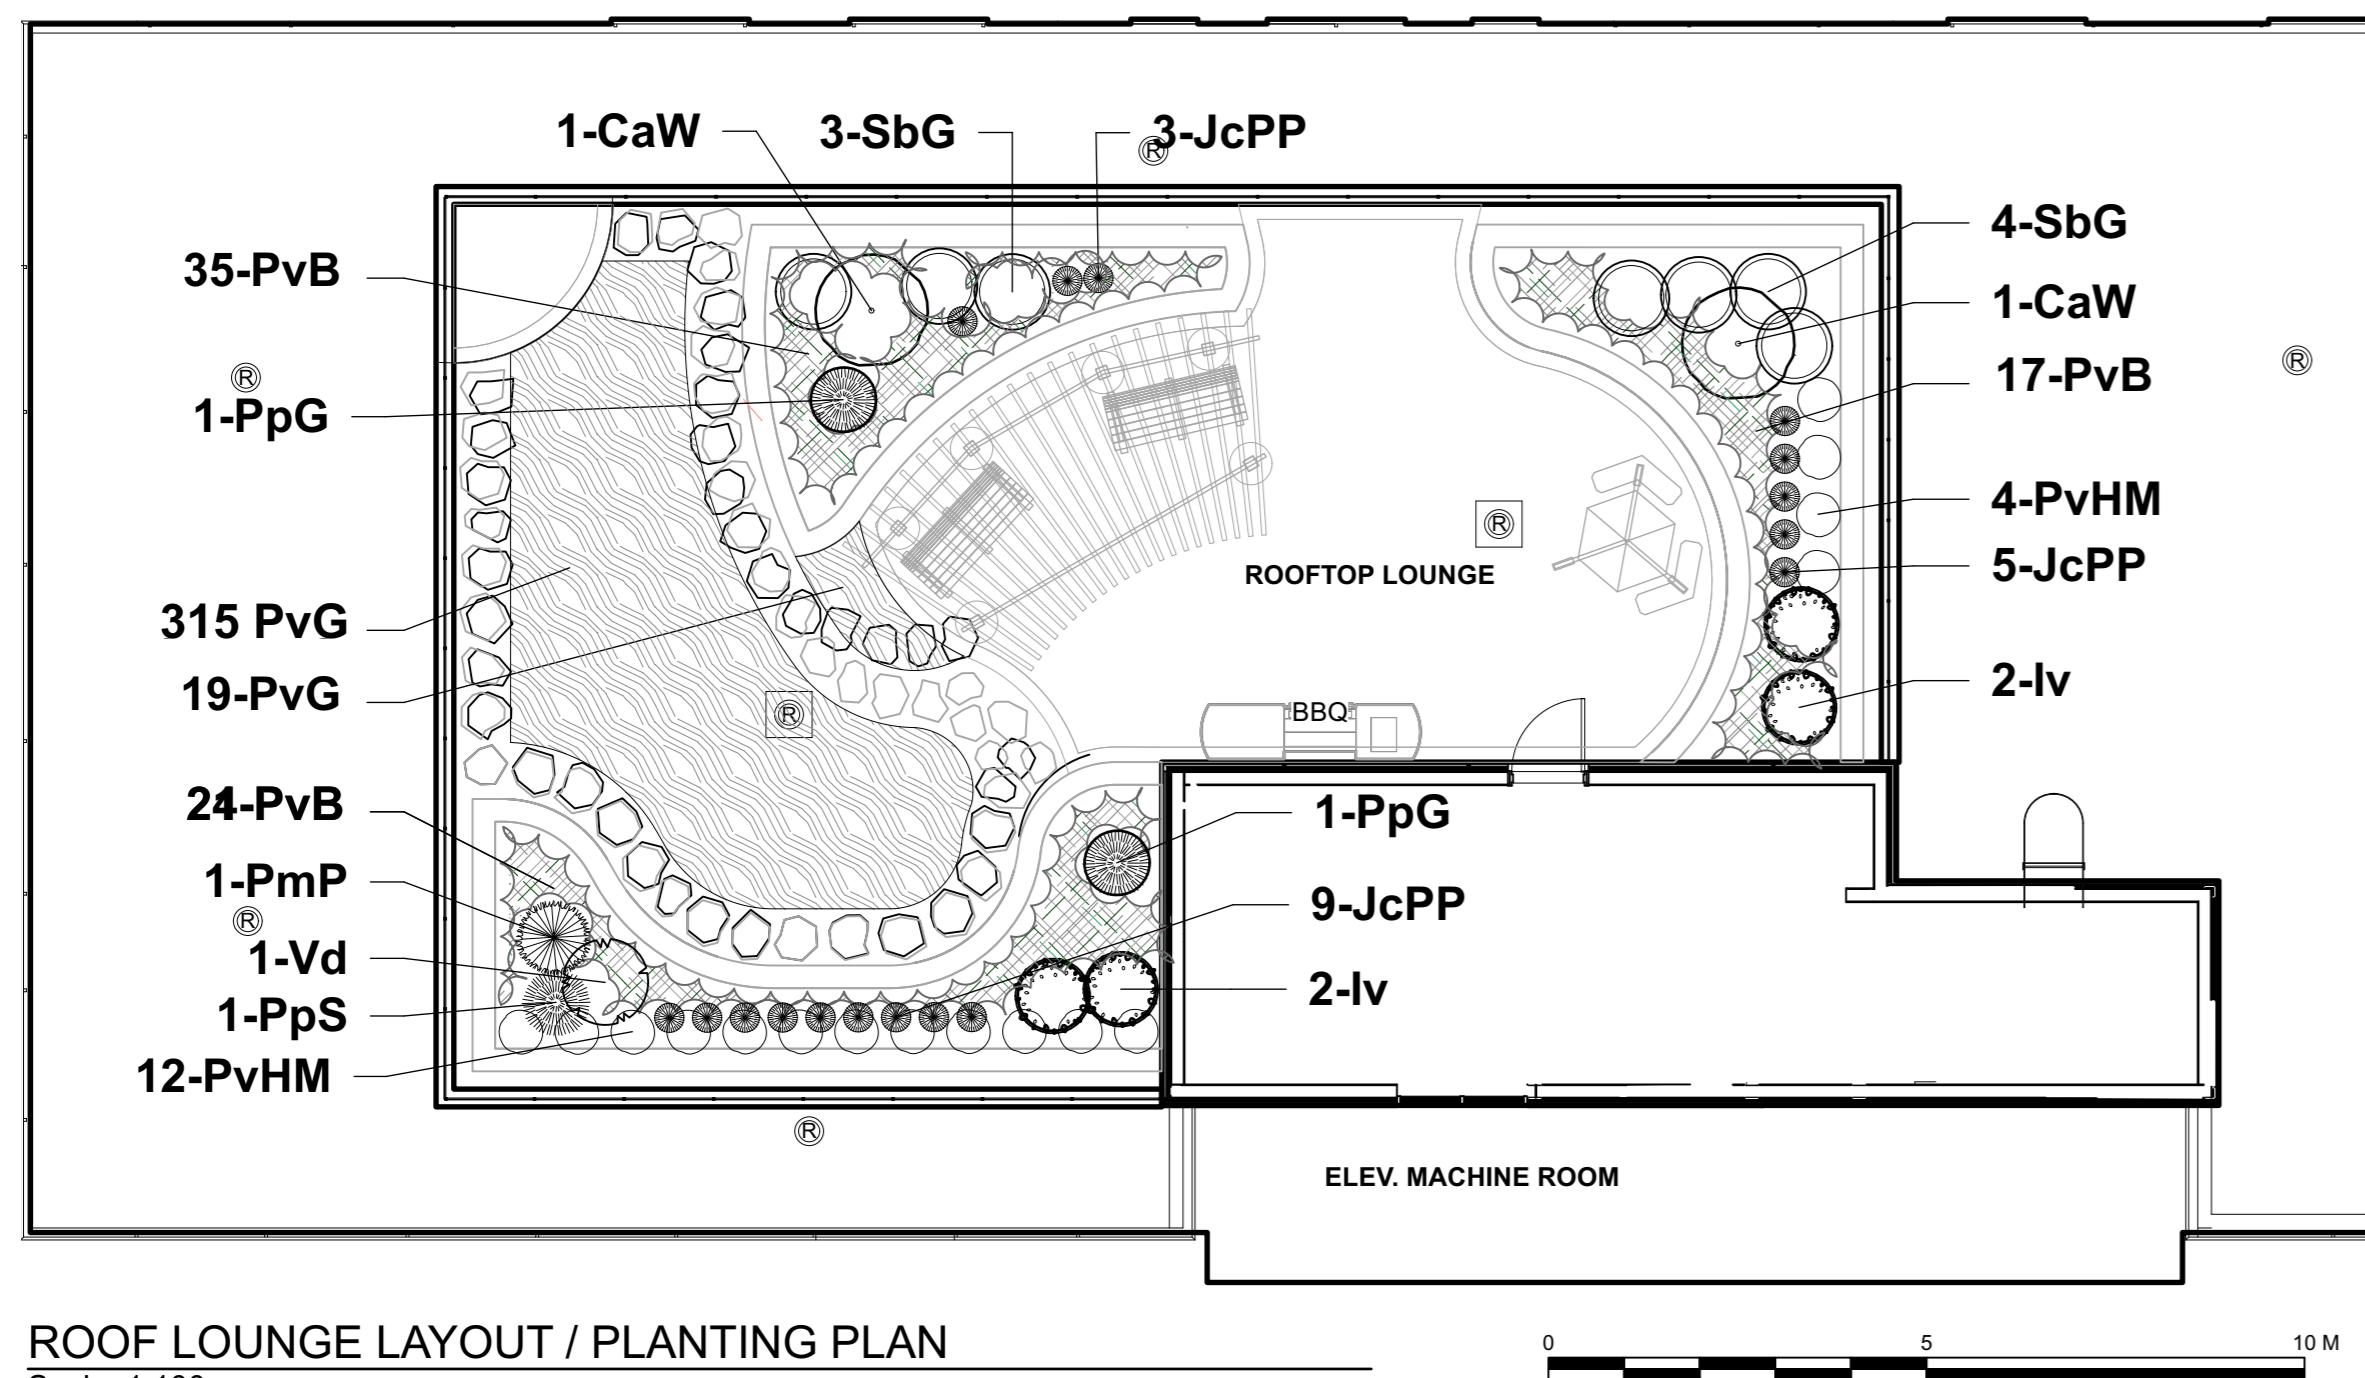 1-CaW
3-SbG
3-JcPP
R
35-PvB
4-SbG
1-CaW
R
R
1-PpG
17-PvB
4-PvHM
R
5-JcPP
ROOFTOP LOUNGE
315 PvG
19-PvG
2-Iv
R
BBQ
-PvB
1-PpG
1-PmP
R
9-JcPP
1-Vd
2-Iv
1-PpS
12-PvHM
R
ELEV. MACHINE ROOM
ROOF LOUNGE LAYOUT / PLANTING PLAN
0 5 10 M